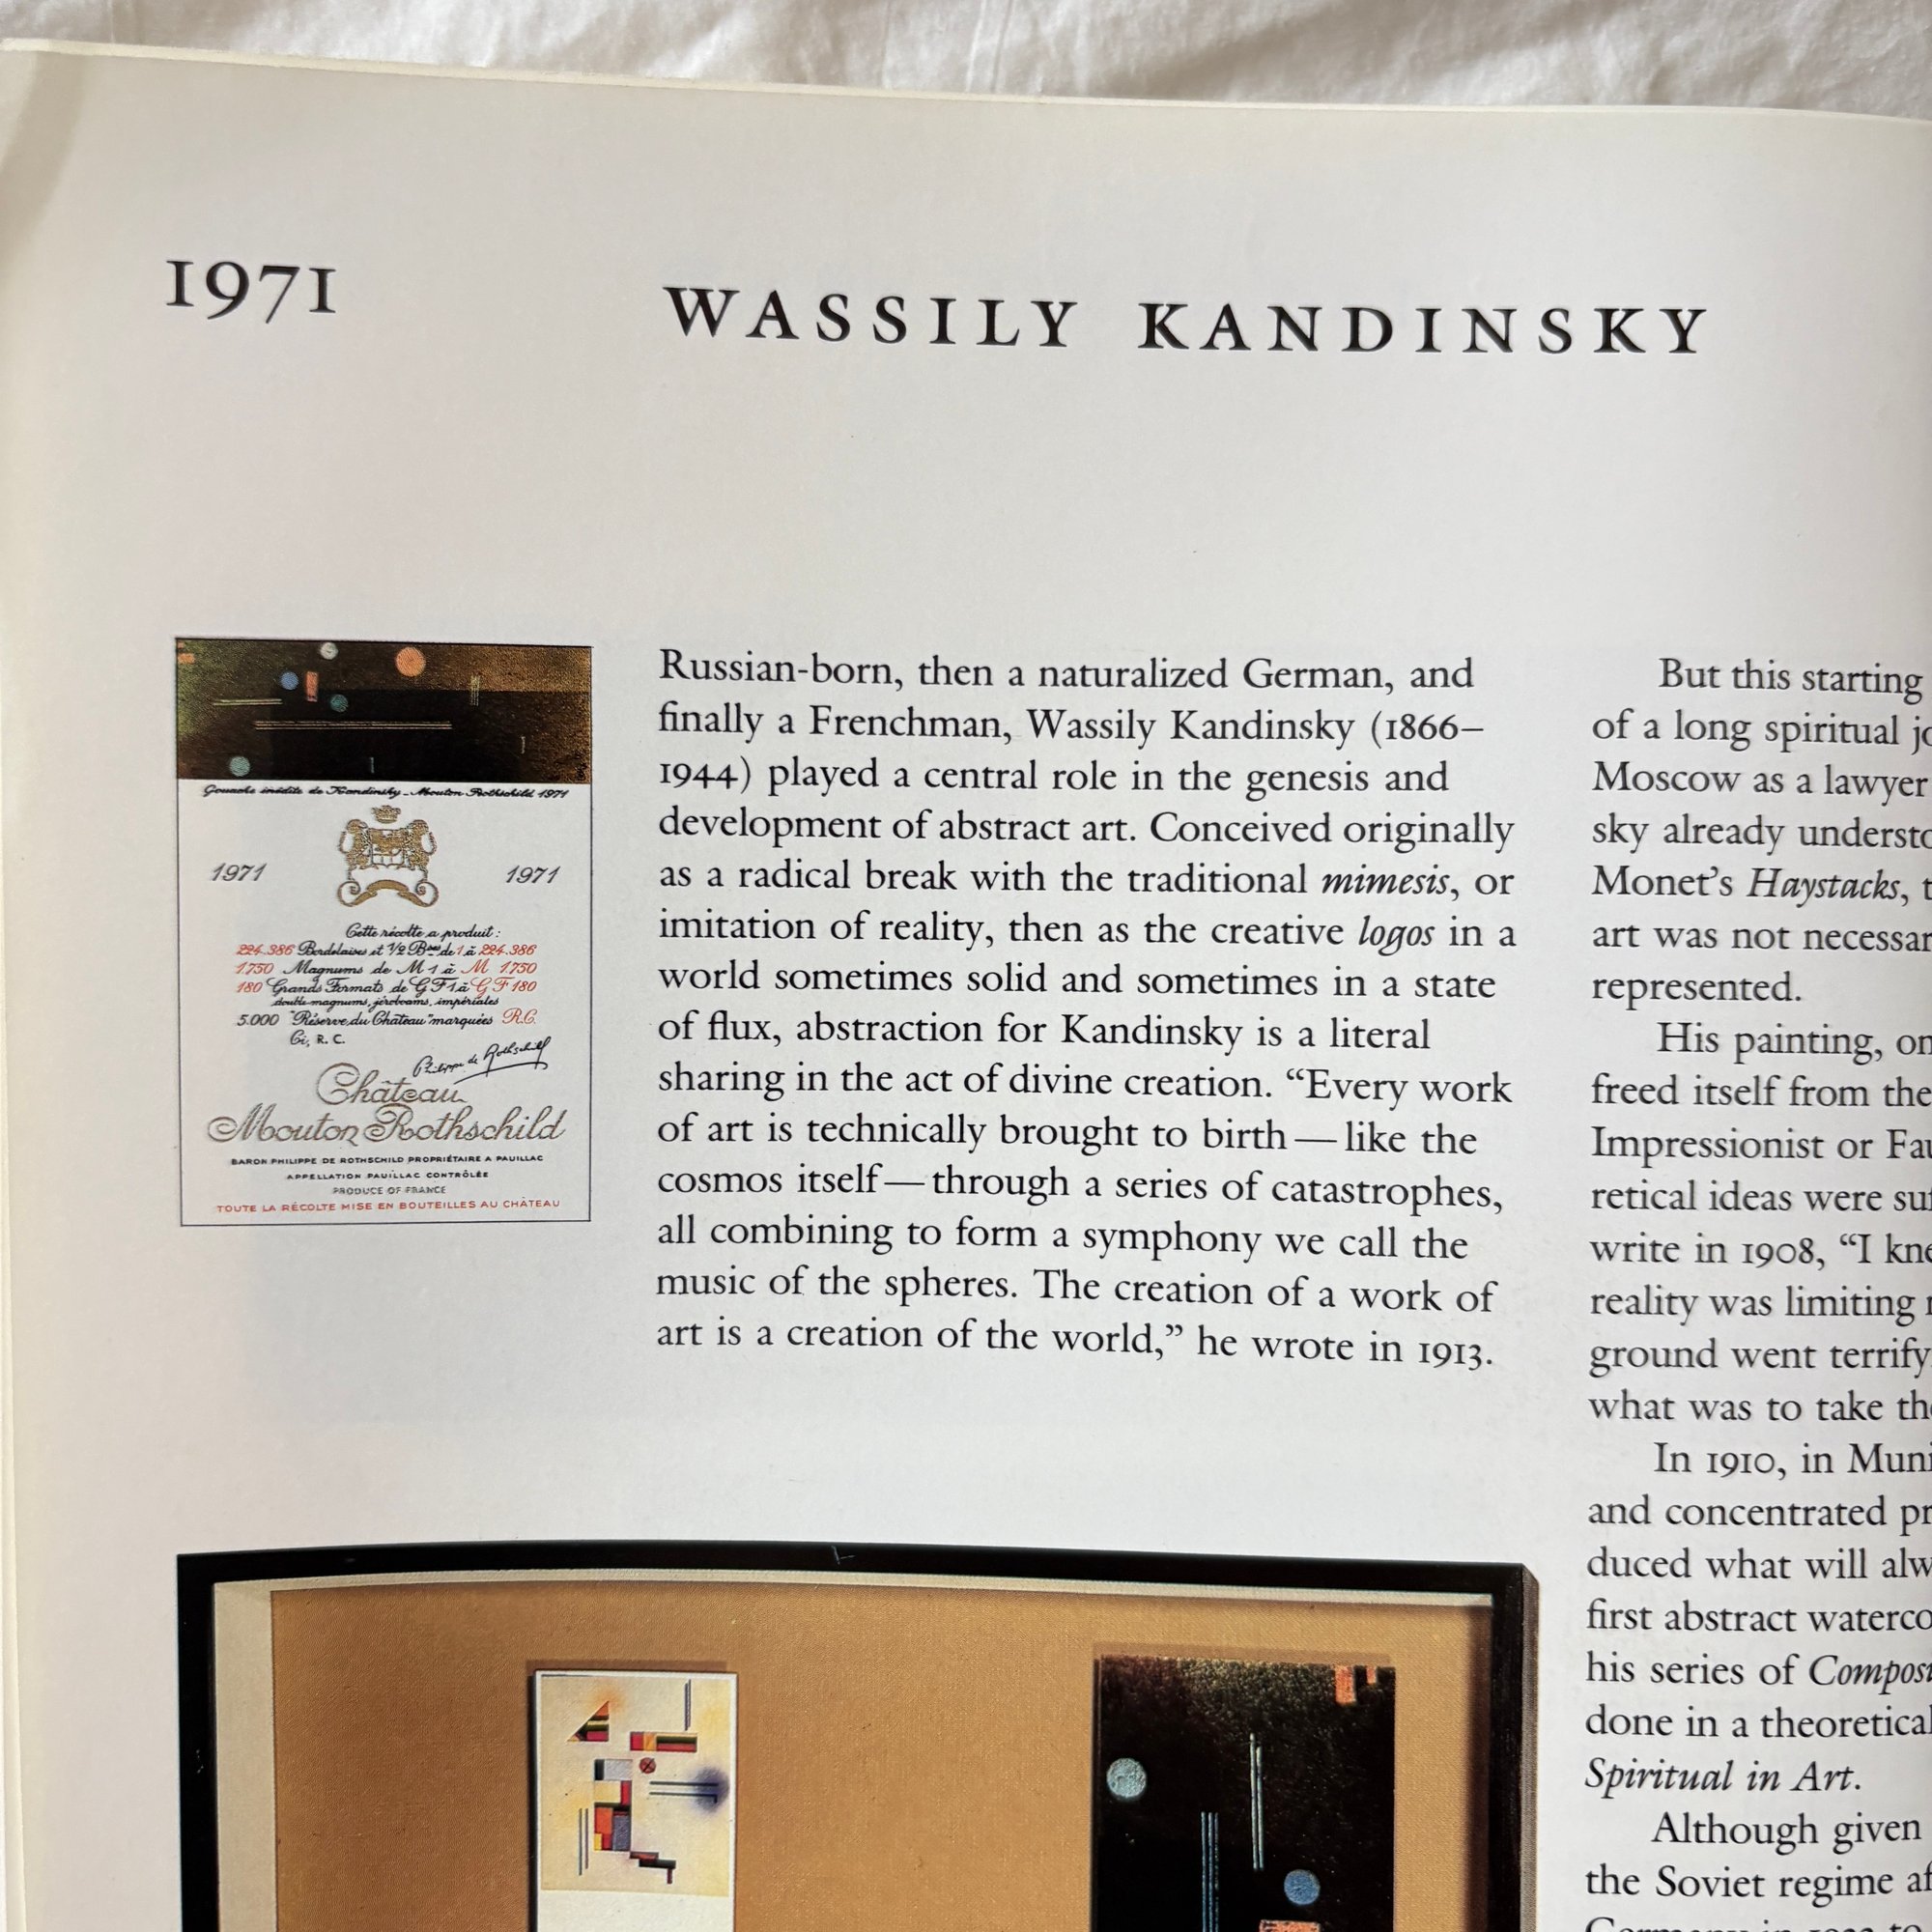 1971
WASSILY KANDINSKY
Gouache inédite de Kandinsky - Mouton Rothschild 1971
1971 1971
Cette récolte a produit :
224.386 Bordelaises et 1/2 Bses de 1 à 224.386
1.750 Magnums de M 1 à M 1.750
180 Grands Formats de G F 1 à G F 180
double-magnums, jéroboams, impériales
5.000 "Réserve du Château" marquées R.C.
Ci, R. C.
Philippe de Rothschild
Château
Mouton Rothschild
BARON PHILIPPE DE ROTHSCHILD PROPRIÉTAIRE A PAUILLAC
APPELLATION PAUILLAC CONTRÔLÉE
PRODUCE OF FRANCE
TOUTE LA RÉCOLTE MISE EN BOUTEILLES AU CHÂTEAU
Russian-born, then a naturalized German, and
finally a Frenchman, Wassily Kandinsky (1866–
1944) played a central role in the genesis and
development of abstract art. Conceived originally
as a radical break with the traditional mimesis, or
imitation of reality, then as the creative logos in a
world sometimes solid and sometimes in a state
of flux, abstraction for Kandinsky is a literal
sharing in the act of divine creation. “Every work
of art is technically brought to birth—like the
cosmos itself—through a series of catastrophes,
all combining to form a symphony we call the
music of the spheres. The creation of a work of
art is a creation of the world,” he wrote in 1913.
But this starting
of a long spiritual
Moscow as a lawyer
sky already
Monet’s Haystacks,
art was not
represented.
His painting,
freed itself from the
Impressionist or
retical ideas were
write in 1908, “I
reality was limiting
ground went
what was to take
In 1910, in
and concentrated
duced what will
first abstract
his series of
done in a
Spiritual in Art.
Although given
the Soviet regime